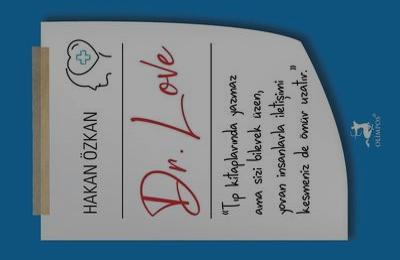 HAKAN ÖZKAN
Dr. Love
“Tıp kitaplarında yazmaz
ama sizi bilerek üzen,
yoran insanlarla iletişimi
kesmeniz de ömür uzatır.”
OLIMPOS